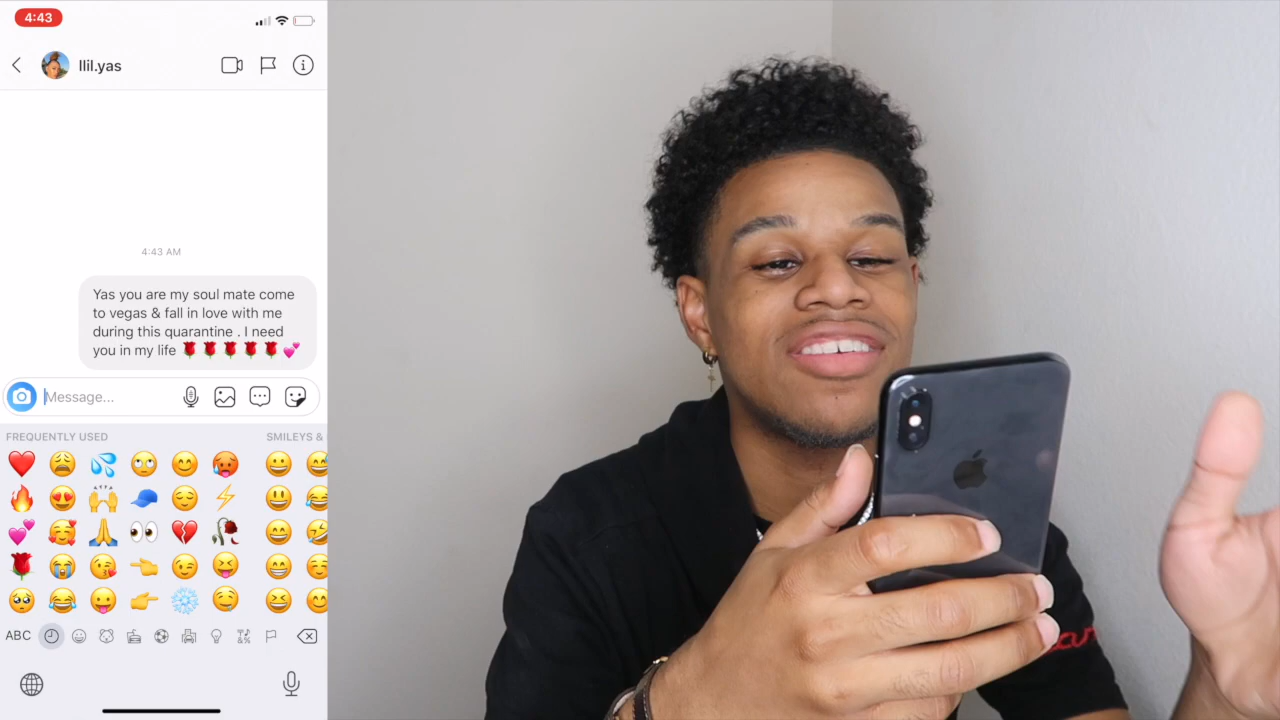 4:43
llil.yas
4:43 AM
Yas you are my soul mate come
to vegas & fall in love with me
during this quarantine . I need
you in my life 🌹🌹🌹🌹🌹💕
Message...
FREQUENTLY USED
SMILEYS &
ABC